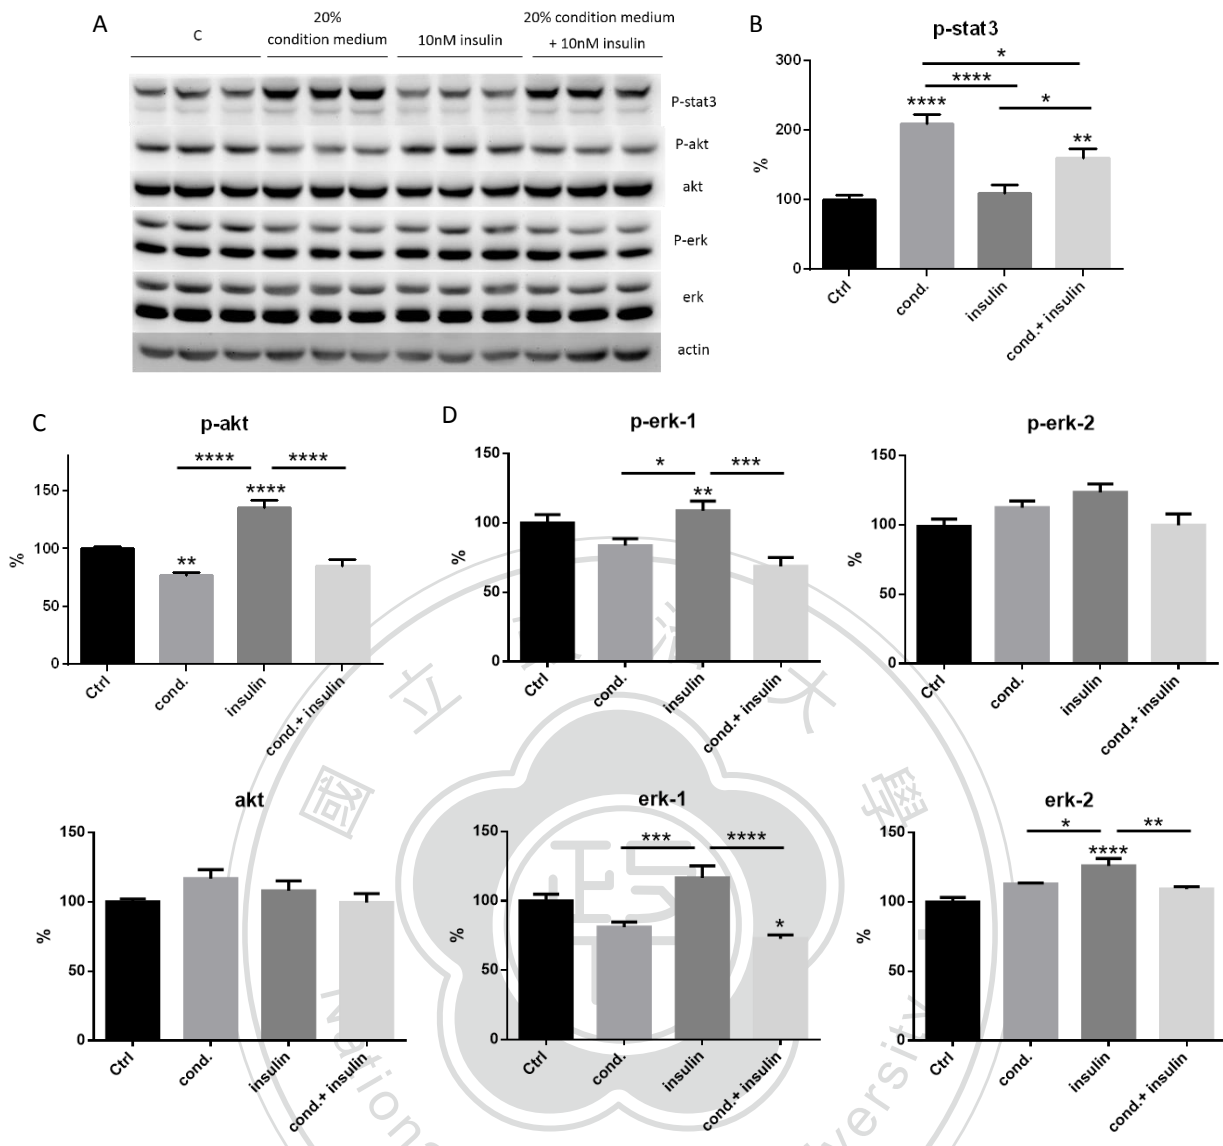 A
C
20%
condition medium
10nM insulin
20% condition medium
+ 10nM insulin
P-stat3
P-akt
akt
P-erk
erk
actin
B
p-stat3
300
200
100
0
%
*
****
*
****
**
Ctrl
cond.
insulin
cond.+ insulin
C
p-akt
150
100
50
0
%
****
****
****
**
Ctrl
cond.
insulin
cond.+ insulin
D
p-erk-1
150
100
50
0
%
*
***
**
Ctrl
cond.
insulin
cond.+ insulin
p-erk-2
150
100
50
0
%
Ctrl
cond.
insulin
cond.+ insulin
akt
150
100
50
0
%
Ctrl
cond.
insulin
cond.+ insulin
erk-1
150
100
50
0
%
***
****
*
Ctrl
cond.
insulin
cond.+ insulin
erk-2
150
100
50
0
%
*
**
****
Ctrl
cond.
insulin
cond.+ insulin
國立
大學